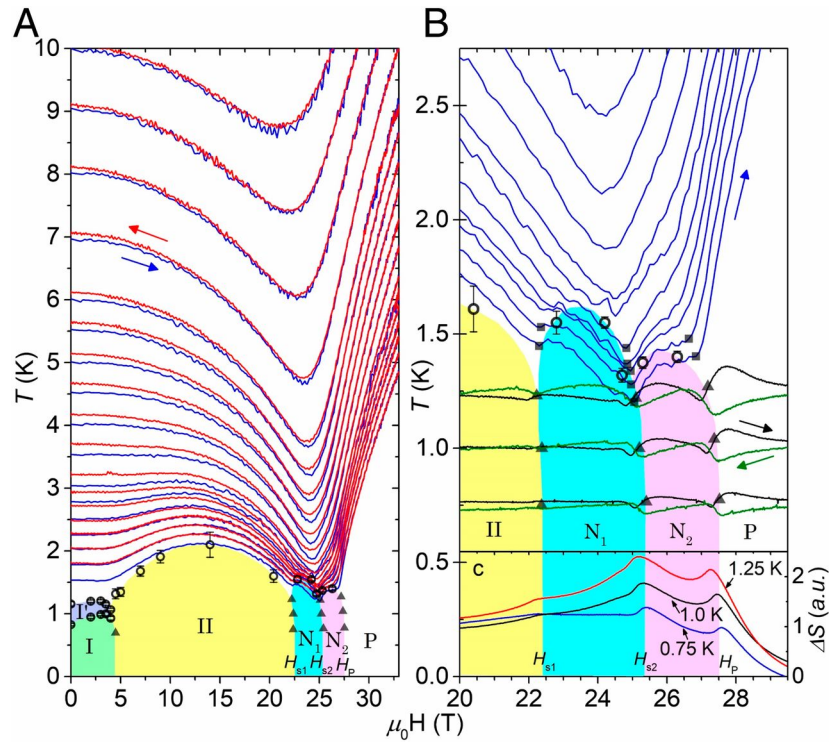 A
B
10
9
8
7
6
5
4
3
2
1
0
T (K)
I'
I
II
N₁
N₂
P
Hs1
Hs2
HP
0
5
10
15
20
25
30
2.5
2.0
1.5
1.0
0.5
0.0
T (K)
II
N₁
N₂
P
c
1.25 K
1.0 K
0.75 K
Hs1
Hs2
HP
2
1
0
ΔS (a.u.)
20
22
24
26
28
μ₀H (T)